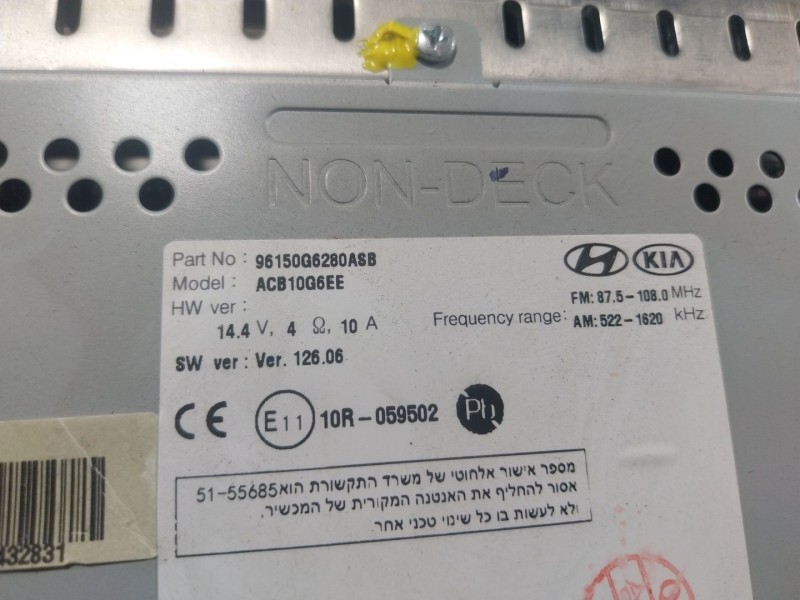 NON-DECK
Part No : 96150G6280ASB
Model : ACB10G6EE
HW ver :
14.4 V, 4 Ω, 10 A
SW ver : Ver. 126.06
KIA
FM: 87.5-108.0 MHz
Frequency range: AM: 522-1620 kHz
CE E11 10R-059502 Pb
מספר אישור אלחוטי של משרד התקשורת הוא 51-55685
אסור להחליף את האנטנה המקורית של המכשיר.
ולא לעשות בו כל שינוי טכני אחר.
432831